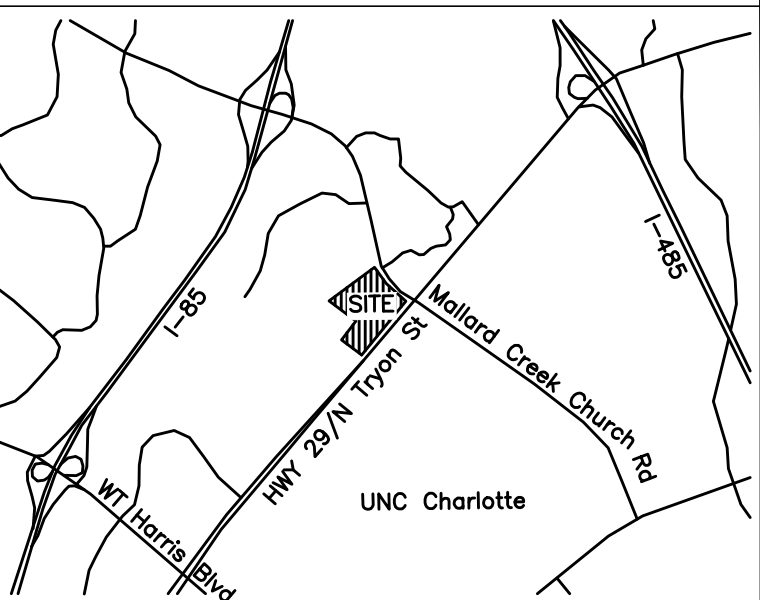 I-485
I-85
SITE
Mallard Creek Church Rd
HWY 29/N Tryon St
UNC Charlotte
WT Harris Blvd